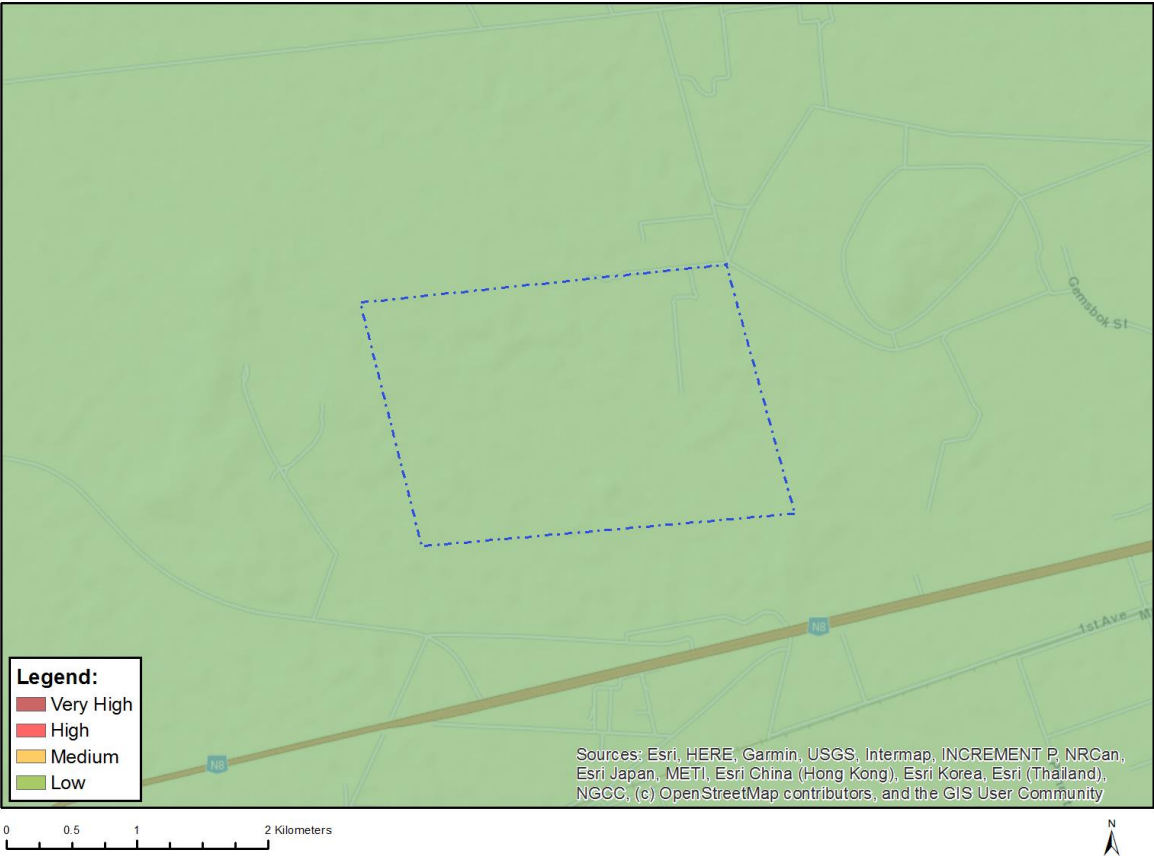 Gemsbok St
N8
1st Ave
N8
Legend:
Very High
High
Medium
Low
Sources: Esri, HERE, Garmin, USGS, Intermap, INCREMENT P, NRCan,
Esri Japan, METI, Esri China (Hong Kong), Esri Korea, Esri (Thailand),
NGCC, (c) OpenStreetMap contributors, and the GIS User Community
0 0.5 1 2 Kilometers
N